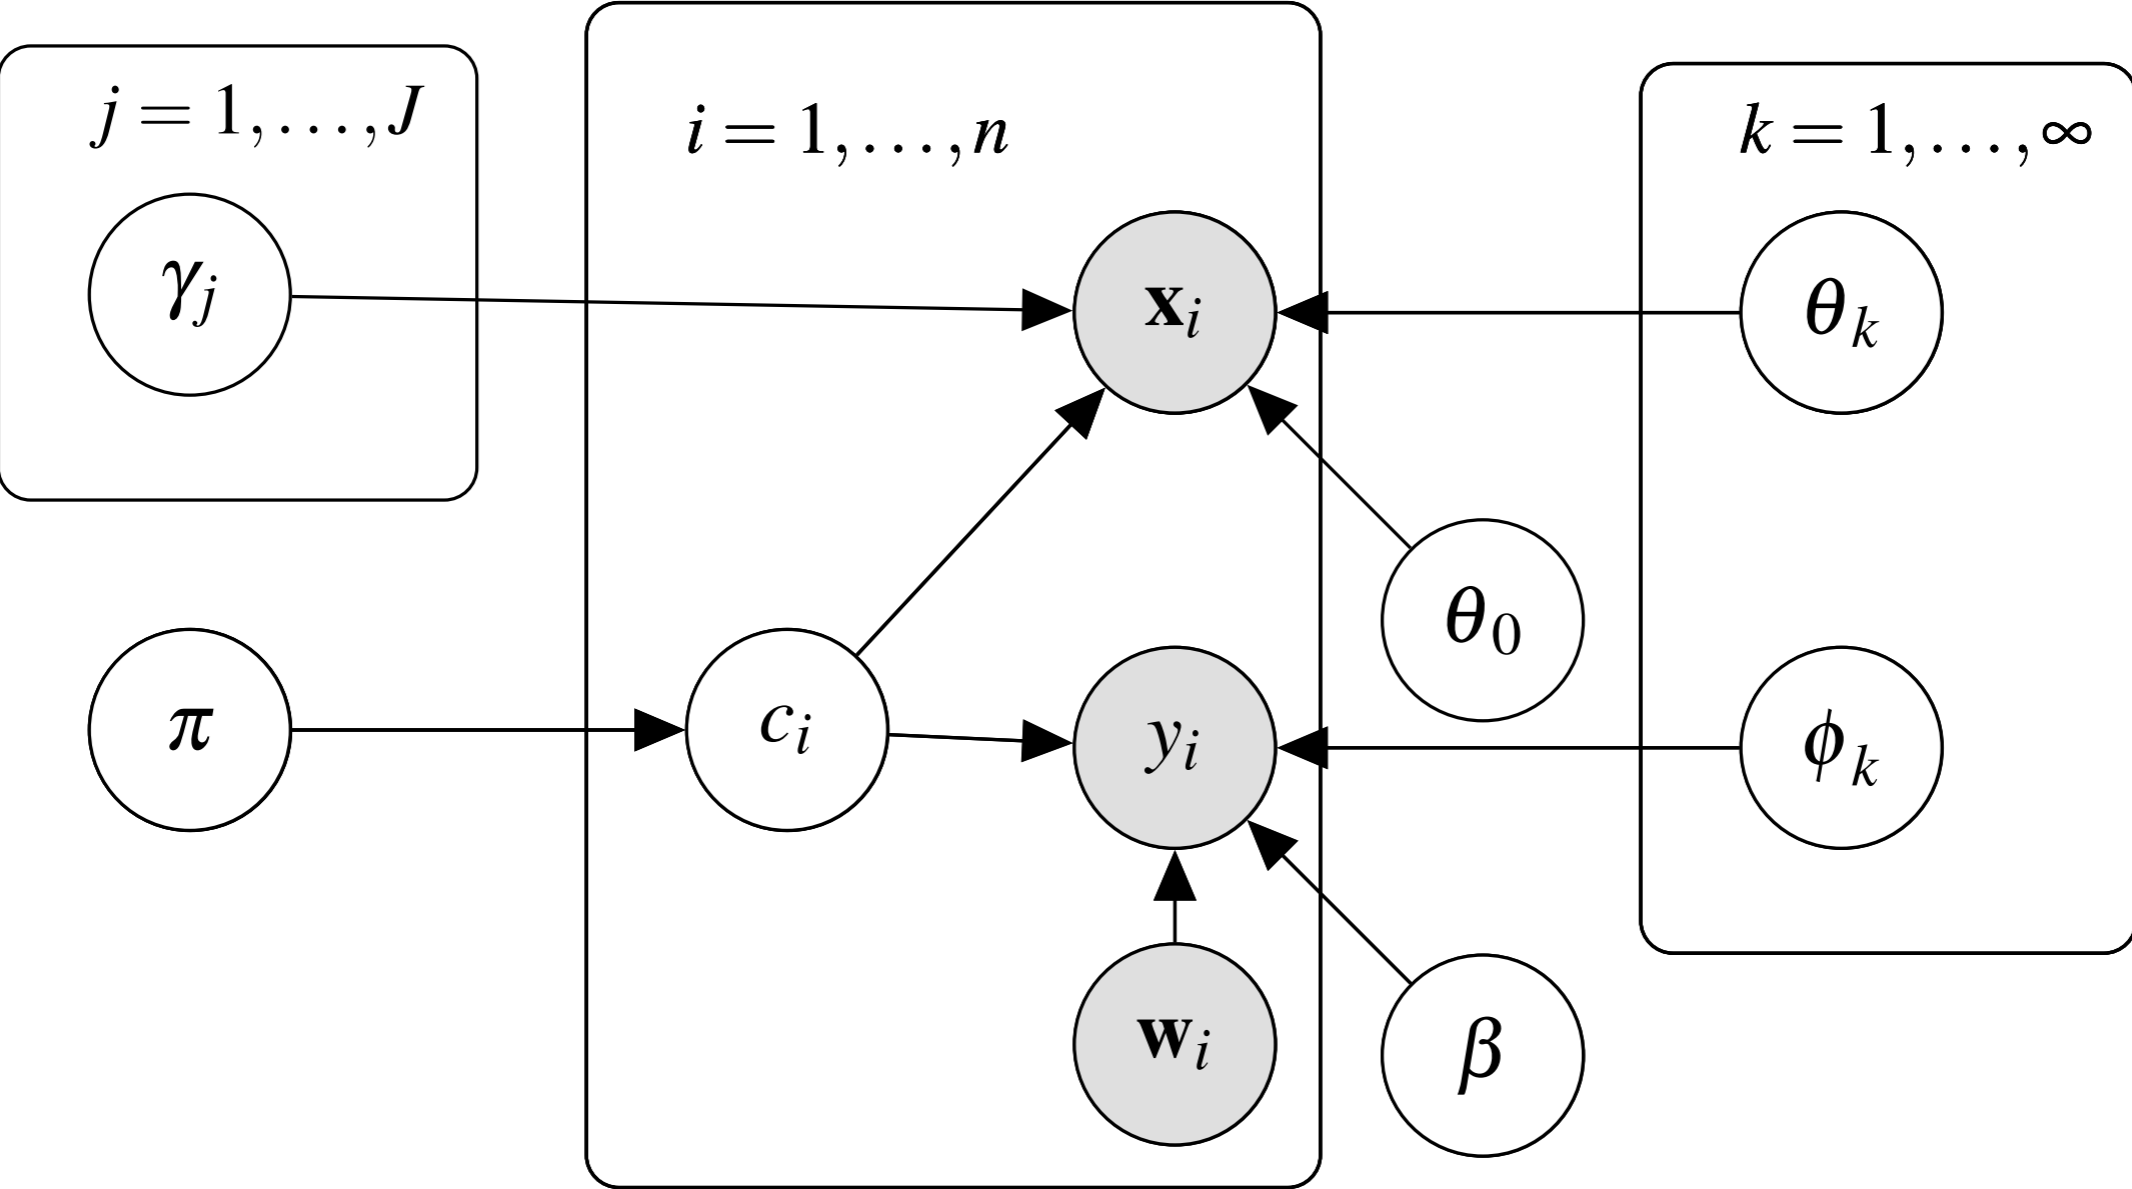 j = 1,...,J
i = 1,...,n
k = 1,...,∞
γj
xi
θk
θ0
π
ci
yi
ϕk
wi
β